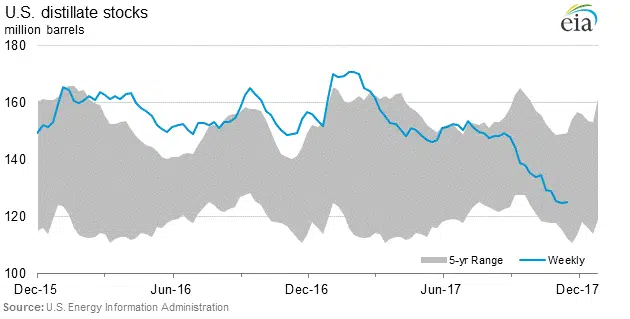 U.S. distillate stocks
million barrels
eia
180
160
140
120
100
5-yr Range
Weekly
Dec-15
Jun-16
Dec-16
Jun-17
Dec-17
Source: U.S. Energy Information Administration